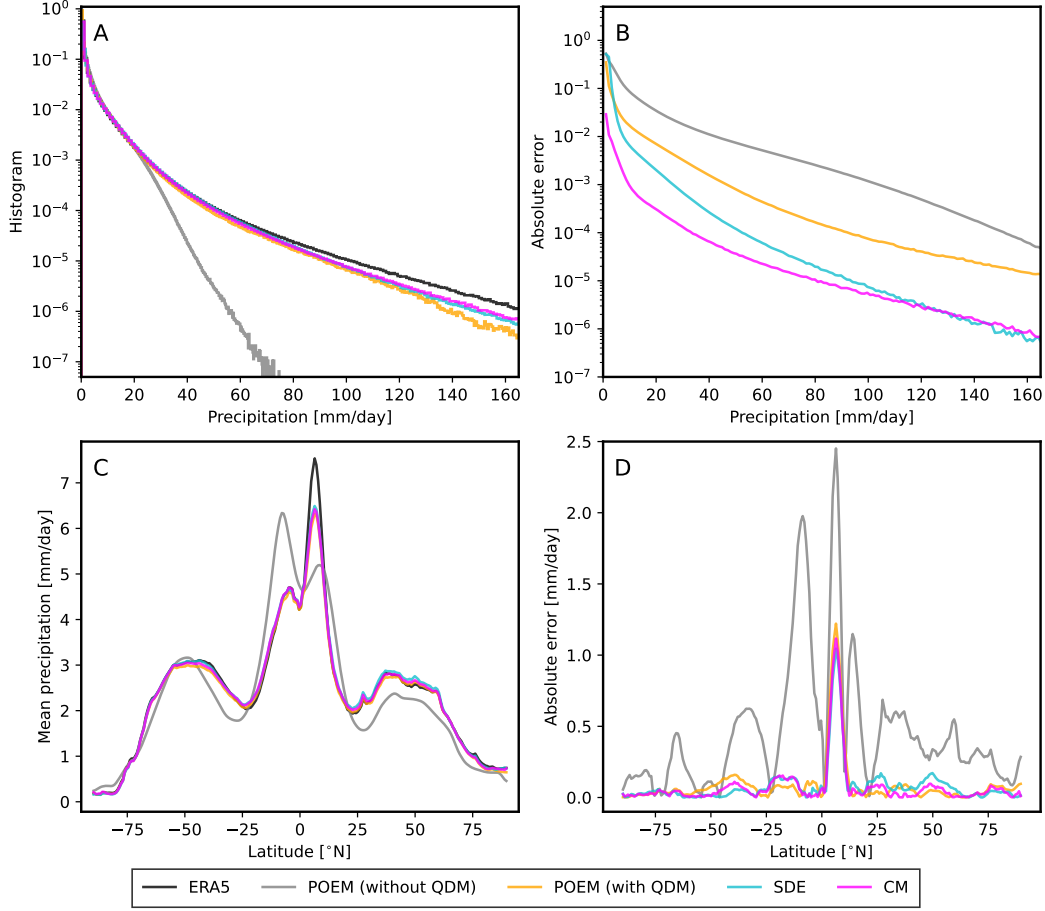 A
Histogram
10⁰
10⁻¹
10⁻²
10⁻³
10⁻⁴
10⁻⁵
10⁻⁶
10⁻⁷
0 20 40 60 80 100 120 140 160
Precipitation [mm/day]
B
Absolute error
10⁰
10⁻¹
10⁻²
10⁻³
10⁻⁴
10⁻⁵
10⁻⁶
10⁻⁷
0 20 40 60 80 100 120 140 160
Precipitation [mm/day]
C
Mean precipitation [mm/day]
7
6
5
4
3
2
1
0
−75 −50 −25 0 25 50 75
Latitude [°N]
D
Absolute error [mm/day]
2.5
2.0
1.5
1.0
0.5
0.0
−75 −50 −25 0 25 50 75
Latitude [°N]
ERA5 POEM (without QDM) POEM (with QDM) SDE CM